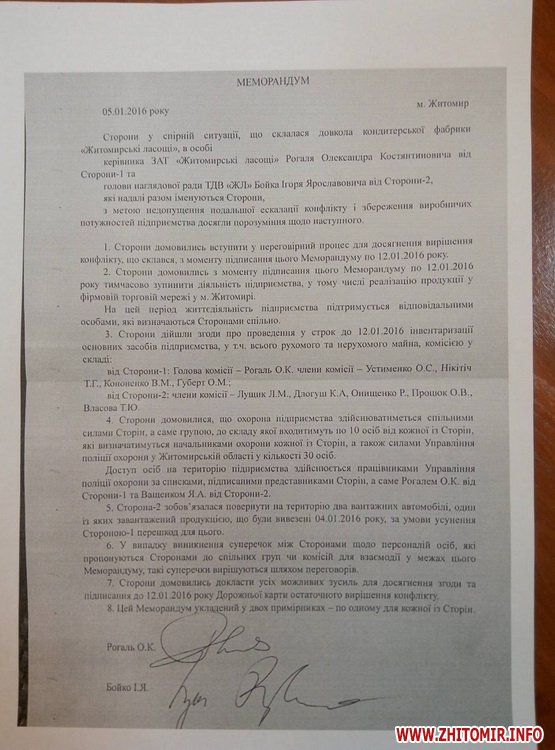 МЕМОРАНДУМ
05.01.2016 року м. Житомир
Сторони у спірній ситуації, що склалася довкола кондитерської фабрики
«Житомирські ласощі», в особі
керівника ЗАТ «Житомирські ласощі» Рогаля Олександра Костянтиновича від
Сторони-1 та
голови наглядової ради ТДВ «ЖЛ» Бойка Ігоря Ярославовича від Сторони-2,
які надалі разом іменуються Сторони,
з метою недопущення подальшої ескалації конфлікту і збереження виробничих
потужностей підприємства досягли порозуміння щодо наступного.
1. Сторони домовились вступити у переговірний процес для досягнення вирішення
конфлікту, що склався, з моменту підписання цього Меморандуму по 12.01.2016 року.
2. Сторони домовились з моменту підписання цього Меморандуму по 12.01.2016
року тимчасово зупинити діяльність підприємства, у тому числі реалізацію продукції у
фірмовій торговій мережі у м. Житомирі.
На цей період життєдіяльність підприємства підтримується відповідальними
особами, які визначаються Сторонами спільно.
3. Сторони дійшли згоди про проведення у строк до 12.01.2016 інвентаризації
основних засобів підприємства, у т.ч. всього рухомого та нерухомого майна, комісією у
складі:
від Сторони-1: Голова комісії – Рогаль О.К. члени комісії – Устименко О.С., Нікітіч
Т.Г., Кононенко В.М., Губерт О.М.;
від Сторони-2: члени комісії – Лущик Л.М., Длогуш К.А, Онищенко Р., Процюк О.В.,
Власова Т.Ю.
4. Сторони домовилися, що охорона підприємства здійснюватиметься спільними
силами Сторін, а саме групою, до складу якої входитимуть по 10 осіб від кожної із Сторін,
які визначатимуться начальниками охорони кожної із Сторін, а також силами Управління
поліції охорони у Житомирській області у кількості 30 осіб.
Доступ осіб на територію підприємства здійснюється працівниками Управління
поліції охорони за списками, підписаними представниками Сторін, а саме Рогалем О.К. від
Сторони-1 та Ващенком Я.А. від Сторони-2.
5. Сторона-2 зобов'язалася повернути на територію два вантажних автомобілі, один
із яких завантажений продукцією, що були вивезені 04.01.2016 року, за умови усунення
Стороною-1 перешкод для цього.
6. У випадку виникнення суперечок між Сторонами щодо персоналій осіб, які
пропонуються Сторонами до спільних груп чи комісій для взаємодії у межах цього
Меморандуму, такі суперечки вирішуються шляхом переговорів.
7. Сторони домовились докласти усіх можливих зусиль для досягнення згоди та
підписання до 12.01.2016 року Дорожньої карти остаточного вирішення конфлікту.
8. Цей Меморандум укладений у двох примірниках – по одному для кожної із Сторін.
Рогаль О.К.
Бойко І.Я.
WWW.ZHITOMIR.INFO